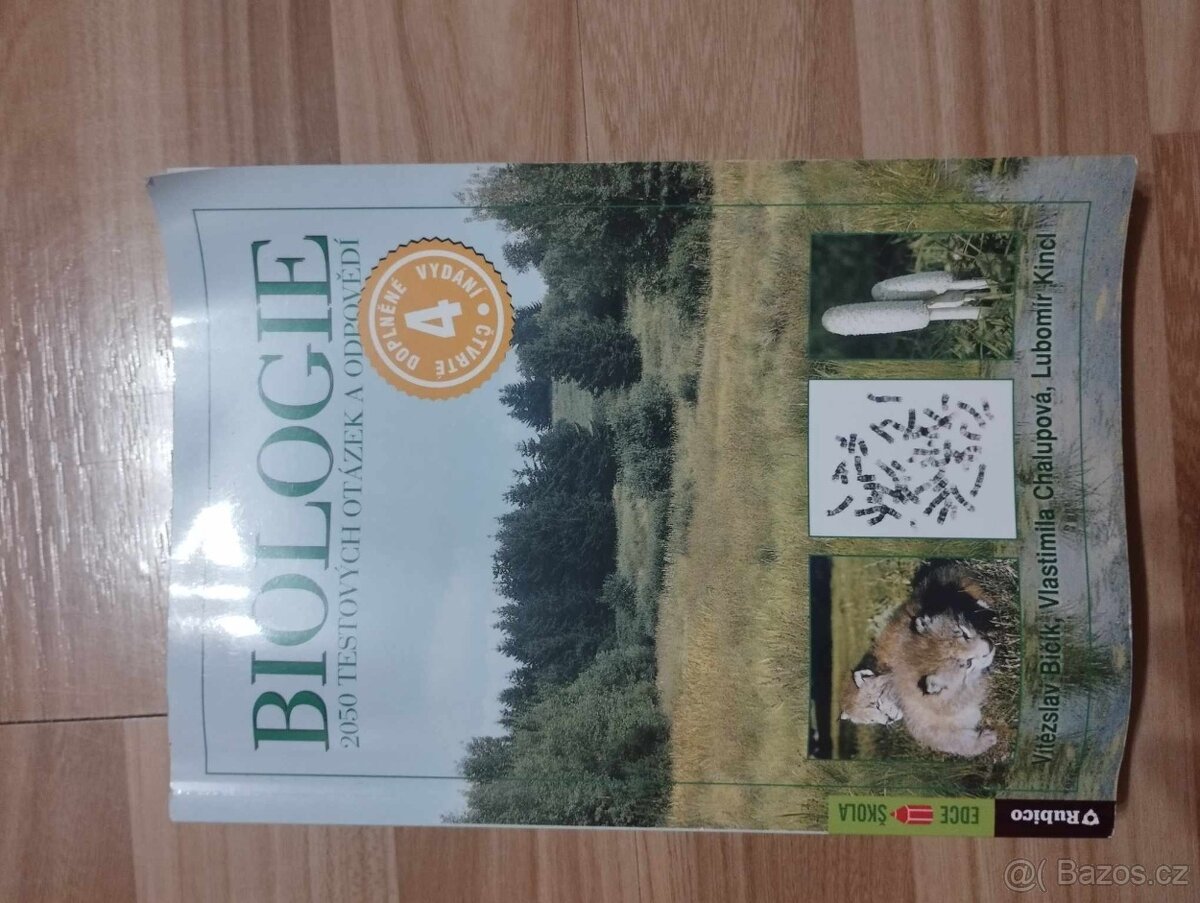 BIOLOGIE
2050 TESTOVÝCH OTÁZEK A ODPOVĚDÍ
ČTVRTÉ DOPLNĚNÉ VYDÁNÍ
4
Vítězslav Bičík, Vlastimila Chalupová, Lubomír Kincl
EDCE
ŠKOLA
Rubico
@( Bazos.cz